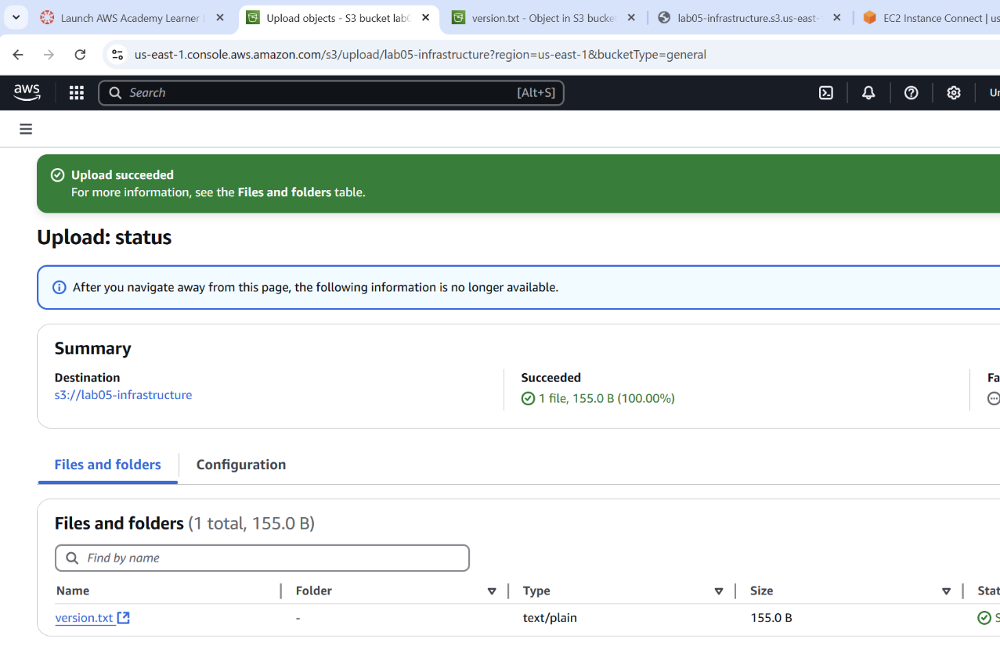 Launch AWS Academy Learner
Upload objects - S3 bucket lab0
version.txt - Object in S3 bucket
lab05-infrastructure.s3.us-east-
EC2 Instance Connect | us
us-east-1.console.aws.amazon.com/s3/upload/lab05-infrastructure?region=us-east-1&bucketType=general
aws
Search
[Alt+S]
Un
Upload succeeded
For more information, see the Files and folders table.
Upload: status
After you navigate away from this page, the following information is no longer available.
Summary
Destination
Succeeded
Fa
s3://lab05-infrastructure
1 file, 155.0 B (100.00%)
Files and folders
Configuration
Files and folders (1 total, 155.0 B)
Find by name
Name
Folder
Type
Size
Stat
version.txt
-
text/plain
155.0 B
S